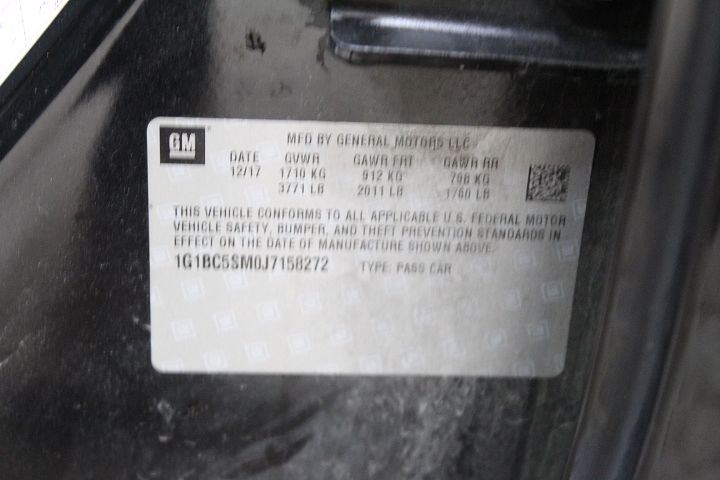 GM
MFD BY GENERAL MOTORS LLC
DATE GVWR GAWR FRT GAWR RR
12/17 1710 KG 912 KG 798 KG
3771 LB 2011 LB 1760 LB
THIS VEHICLE CONFORMS TO ALL APPLICABLE U.S. FEDERAL MOTOR
VEHICLE SAFETY, BUMPER, AND THEFT PREVENTION STANDARDS IN
EFFECT ON THE DATE OF MANUFACTURE SHOWN ABOVE.
1G1BC5SM0J7158272 TYPE: PASS CAR